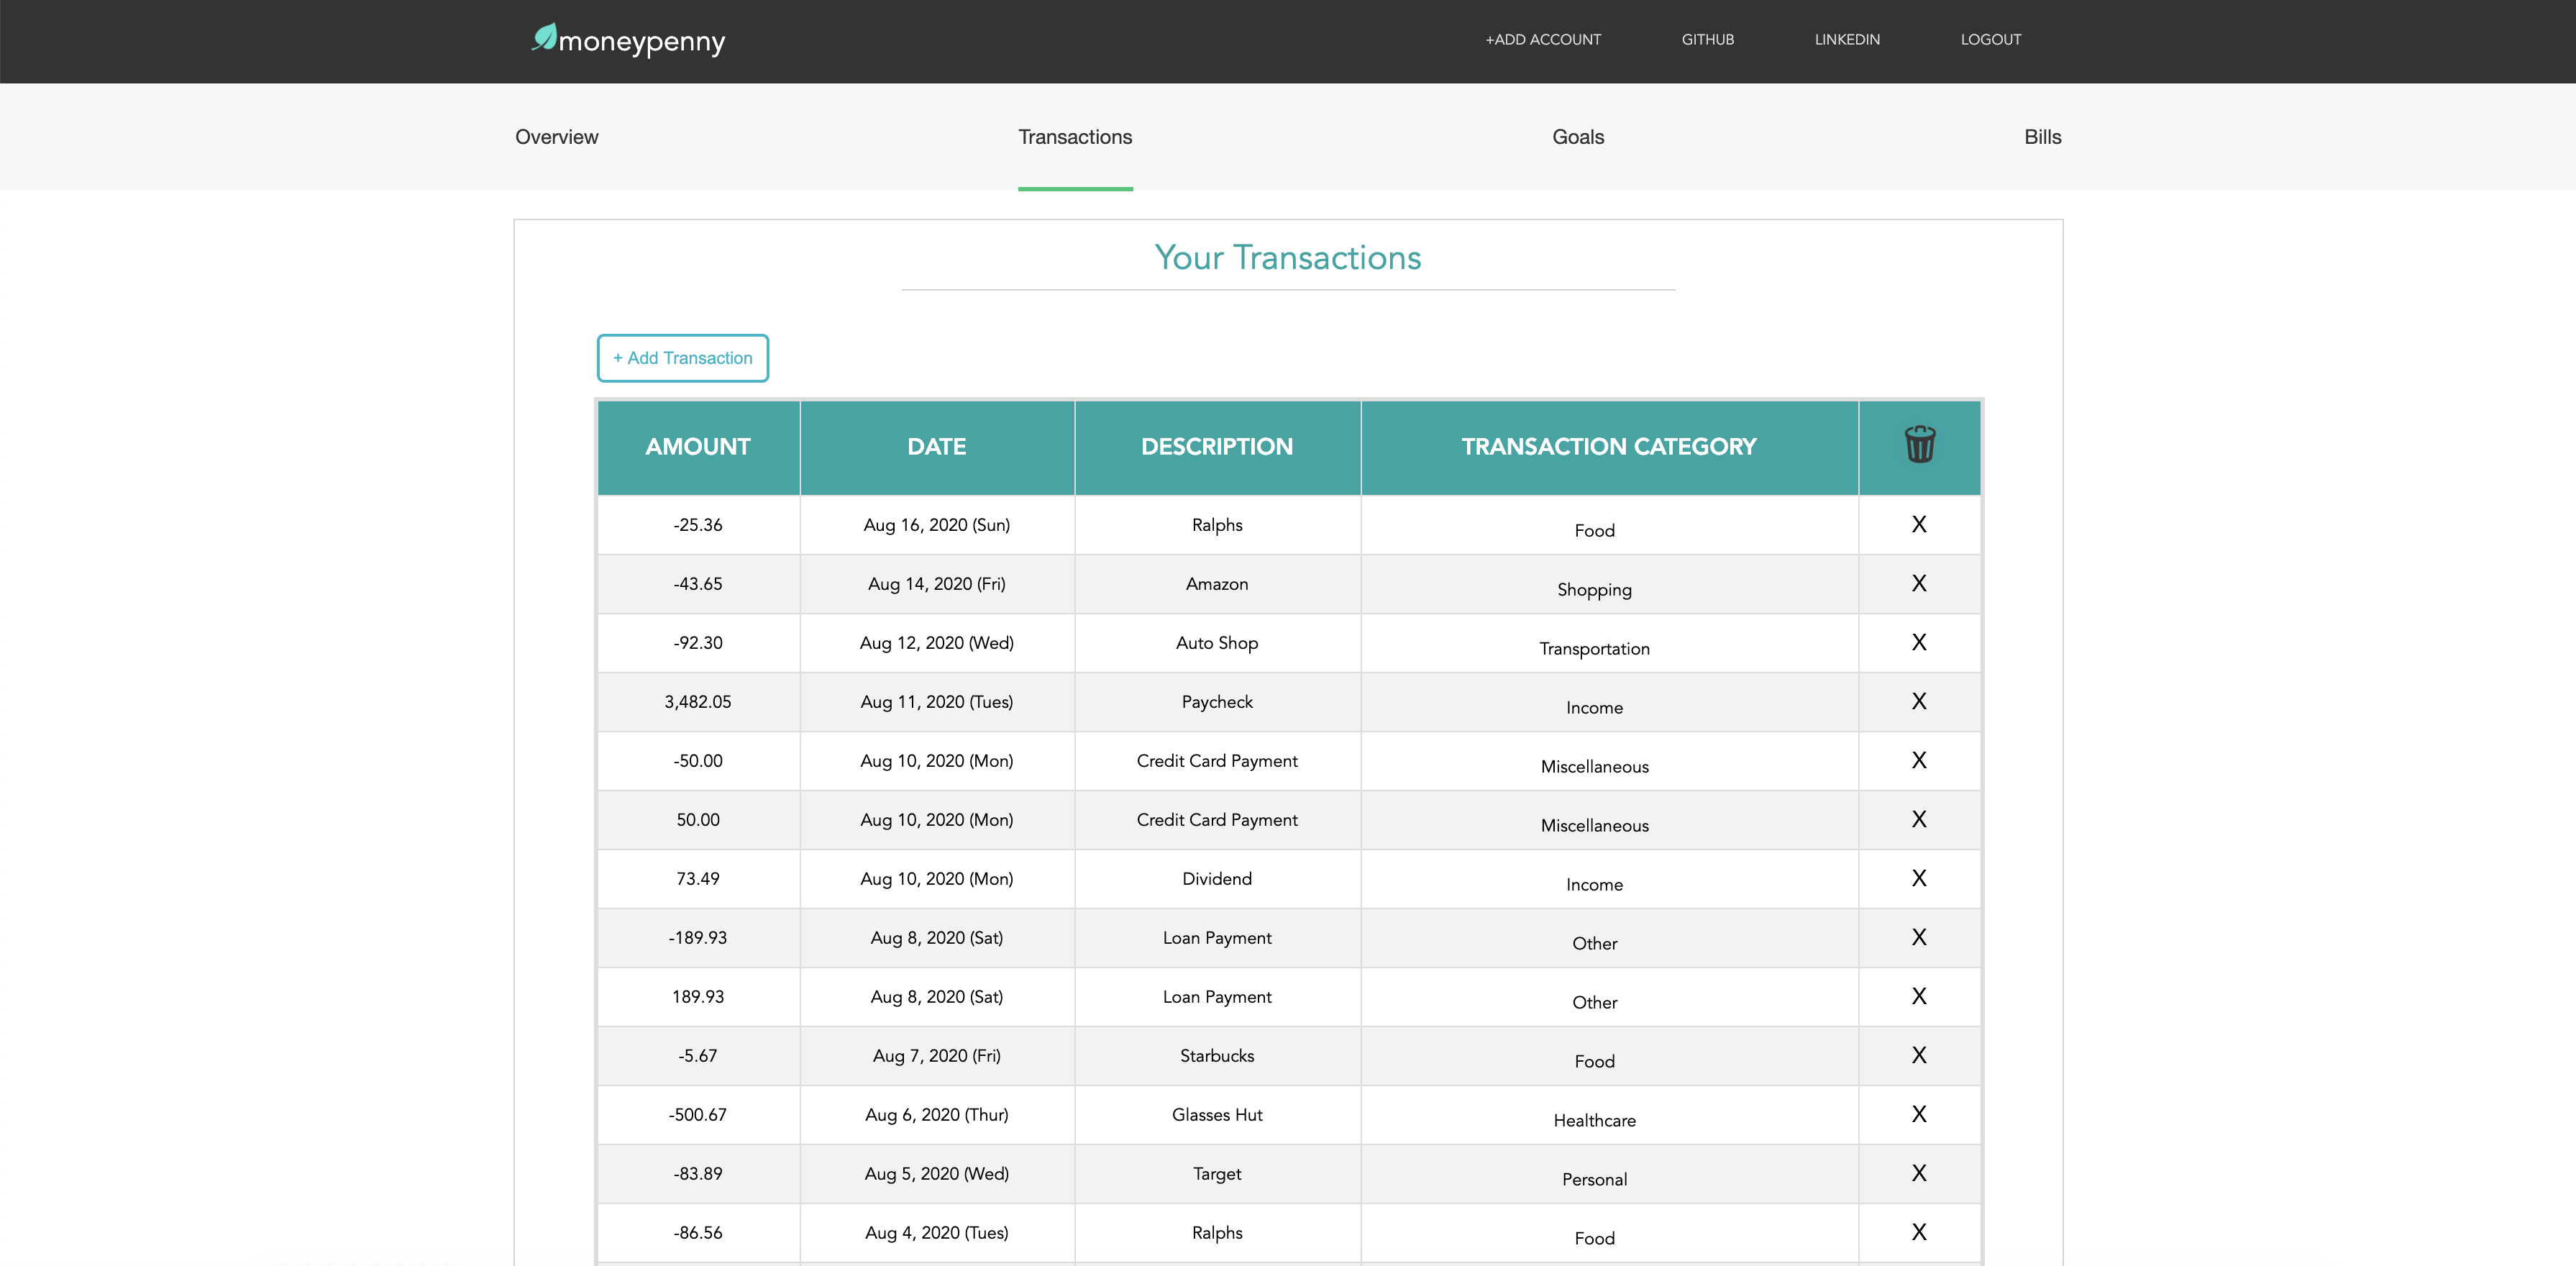 moneypenny
+ADD ACCOUNT GITHUB LINKEDIN LOGOUT
Overview Transactions Goals Bills
Your Transactions
+ Add Transaction
AMOUNT DATE DESCRIPTION TRANSACTION CATEGORY
-25.36 Aug 16, 2020 (Sun) Ralphs Food X
-43.65 Aug 14, 2020 (Fri) Amazon Shopping X
-92.30 Aug 12, 2020 (Wed) Auto Shop Transportation X
3,482.05 Aug 11, 2020 (Tues) Paycheck Income X
-50.00 Aug 10, 2020 (Mon) Credit Card Payment Miscellaneous X
50.00 Aug 10, 2020 (Mon) Credit Card Payment Miscellaneous X
73.49 Aug 10, 2020 (Mon) Dividend Income X
-189.93 Aug 8, 2020 (Sat) Loan Payment Other X
189.93 Aug 8, 2020 (Sat) Loan Payment Other X
-5.67 Aug 7, 2020 (Fri) Starbucks Food X
-500.67 Aug 6, 2020 (Thur) Glasses Hut Healthcare X
-83.89 Aug 5, 2020 (Wed) Target Personal X
-86.56 Aug 4, 2020 (Tues) Ralphs Food X